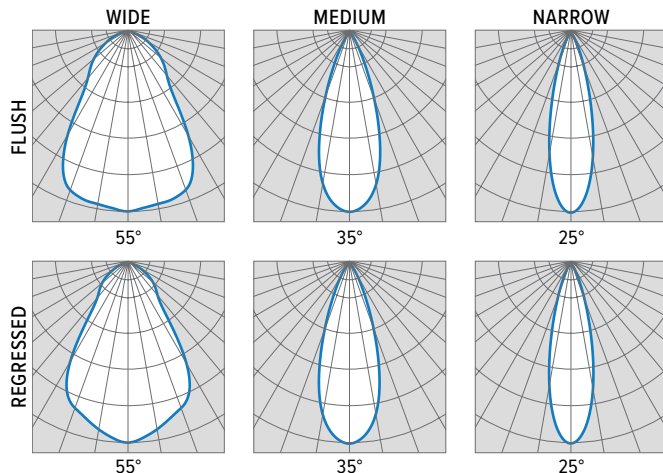 WIDE MEDIUM NARROW
FLUSH
55° 35° 25°
REGRESSED
55° 35° 25°